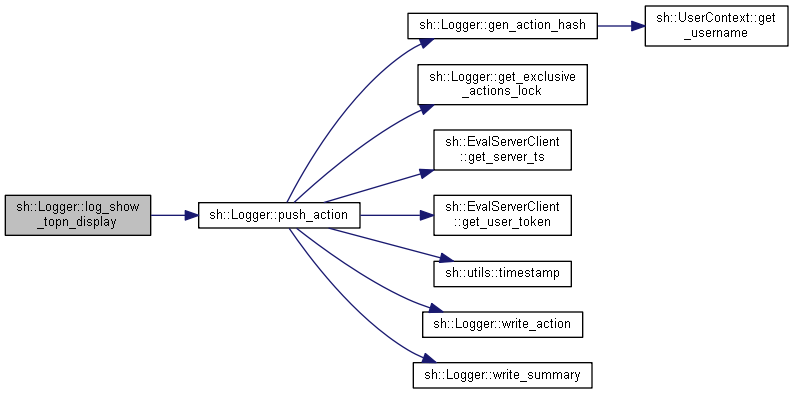 sh::Logger::gen_action_hash
sh::UserContext::get
_username
sh::Logger::get_exclusive
_actions_lock
sh::EvalServerClient
::get_server_ts
sh::Logger::log_show
_topn_display
sh::Logger::push_action
sh::EvalServerClient
::get_user_token
sh::utils::timestamp
sh::Logger::write_action
sh::Logger::write_summary